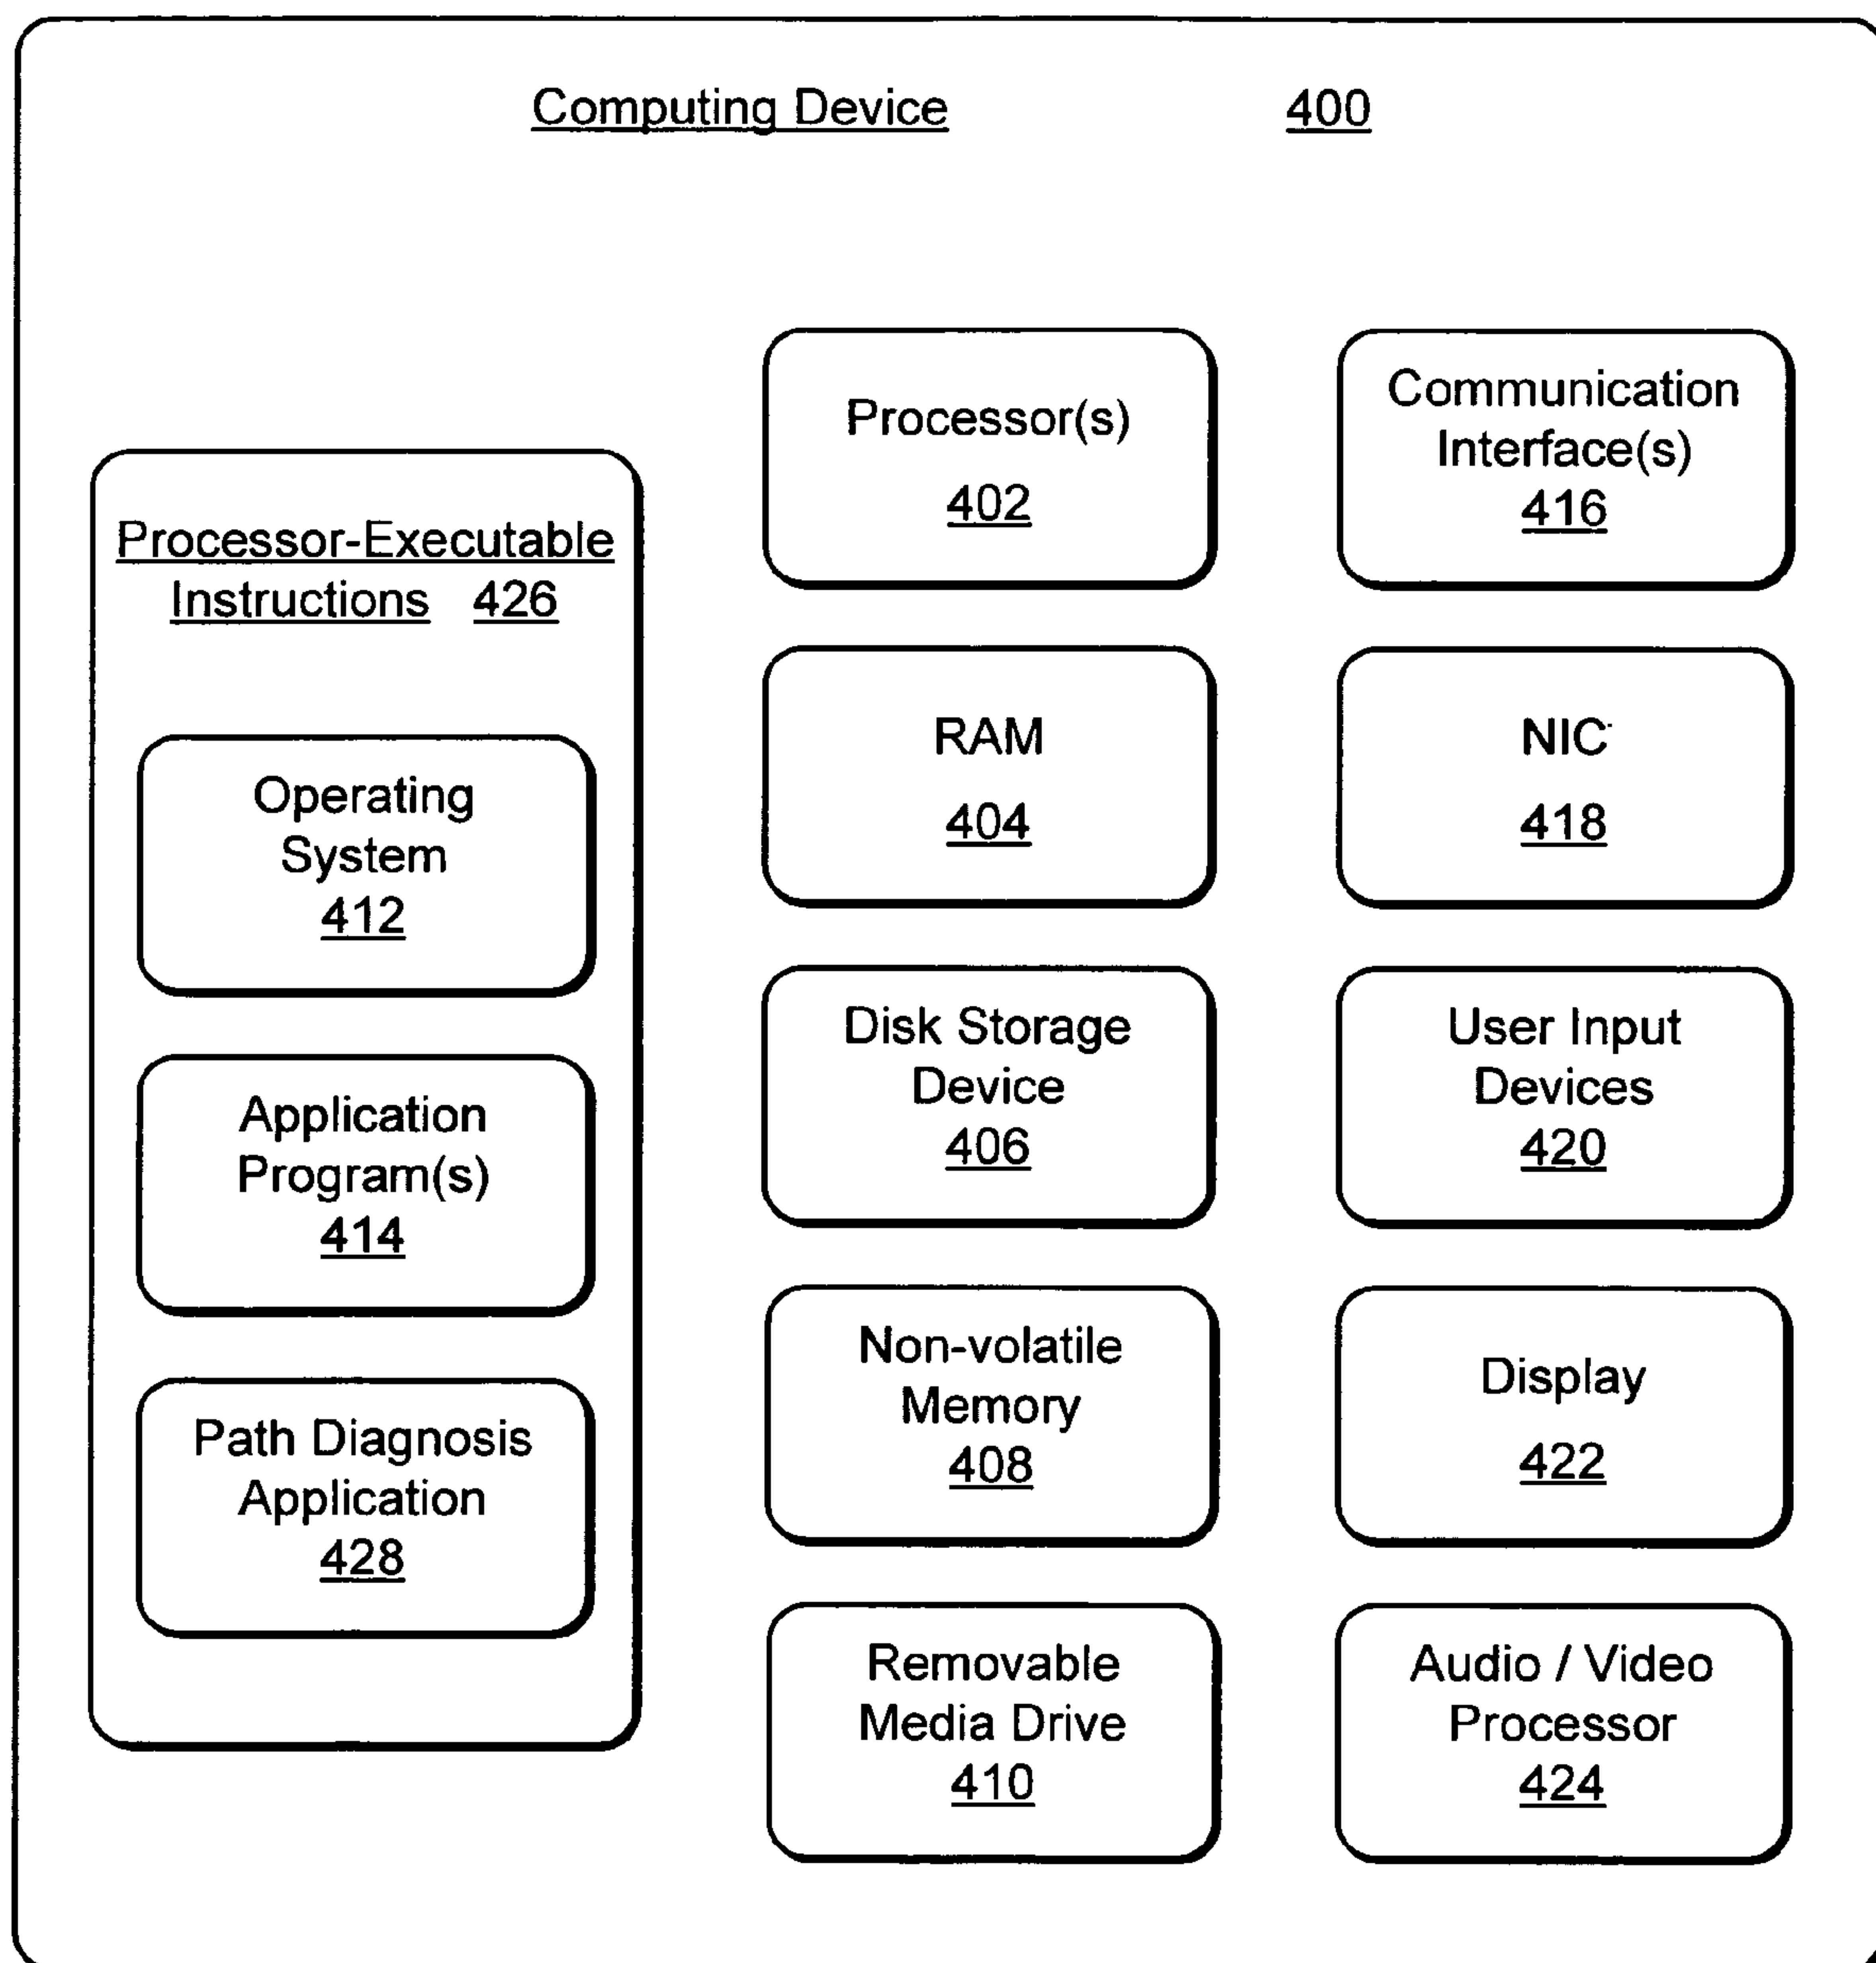 Computing Device 400
Processor-Executable
Instructions 426
Operating
System
412
Application
Program(s)
414
Path Diagnosis
Application
428
Processor(s)
402
RAM
404
Disk Storage
Device
406
Non-volatile
Memory
408
Removable
Media Drive
410
Communication
Interface(s)
416
NIC
418
User Input
Devices
420
Display
422
Audio / Video
Processor
424